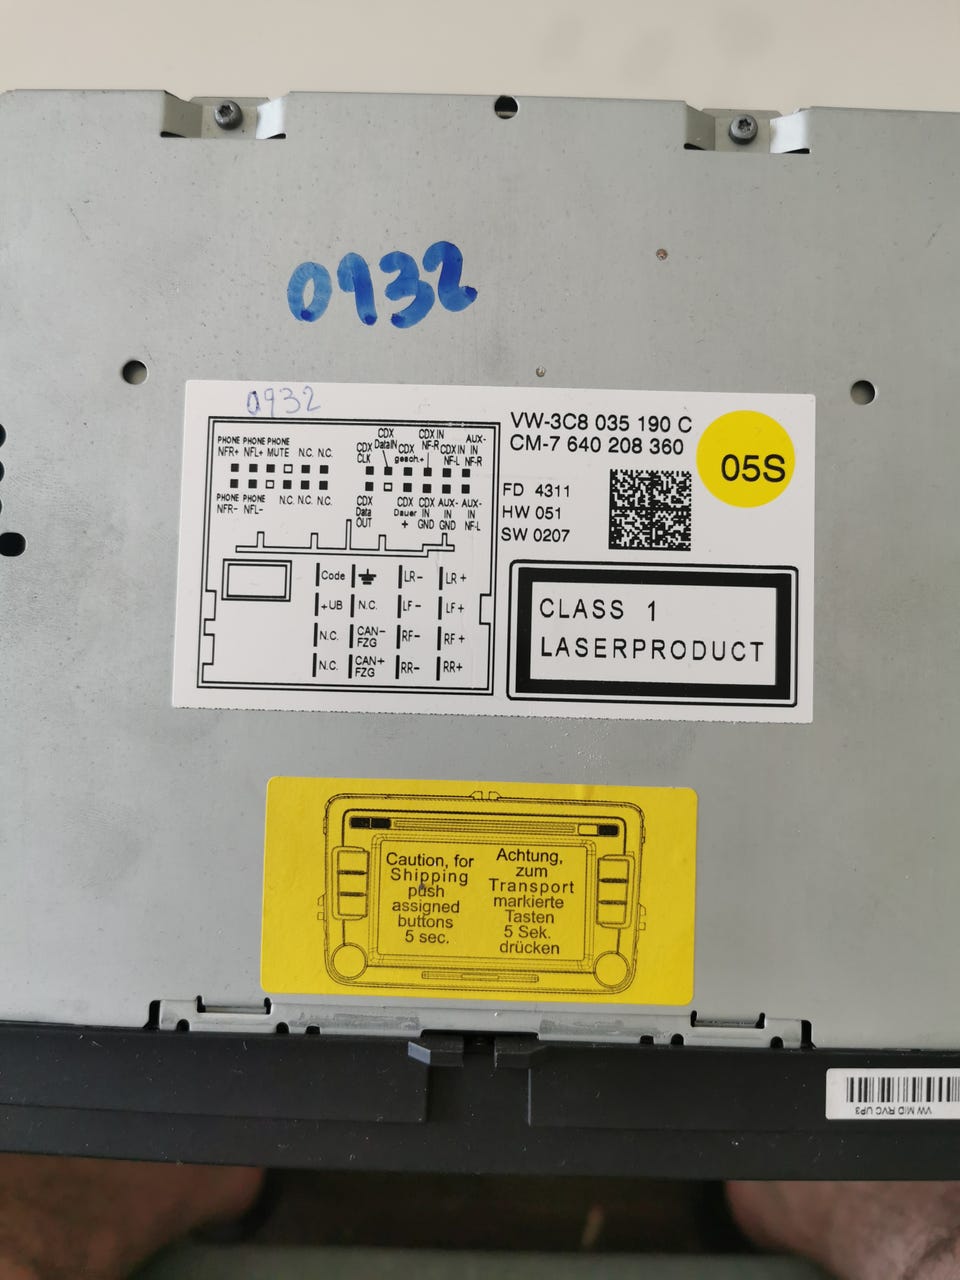 0932
0932
VW-3C8 035 190 C
CM-7 640 208 360
05S
FD 4311
HW 051
SW 0207
PHONE NFR+
PHONE NFL+
PHONE MUTE
N.C.
N.C.
CDX CLK
CDX DataIN
CDX gesch.+
CDX IN NF-R
CDX IN NF-L
AUX-IN NF-R
PHONE NFR-
PHONE NFL-
N.C.
N.C.
N.C.
CDX Data OUT
CDX Dauer +
CDX IN GND
AUX-IN GND
AUX-IN NF-L
Code
LR-
LR+
+UB
N.C.
LF-
LF+
N.C.
CAN-FZG
RF-
RF+
N.C.
CAN+FZG
RR-
RR+
CLASS 1
LASERPRODUCT
Caution, for
Shipping
push
assigned
buttons
5 sec.
Achtung,
zum
Transport
markierte
Tasten
5 Sek.
drücken
VW MID RVC UP3